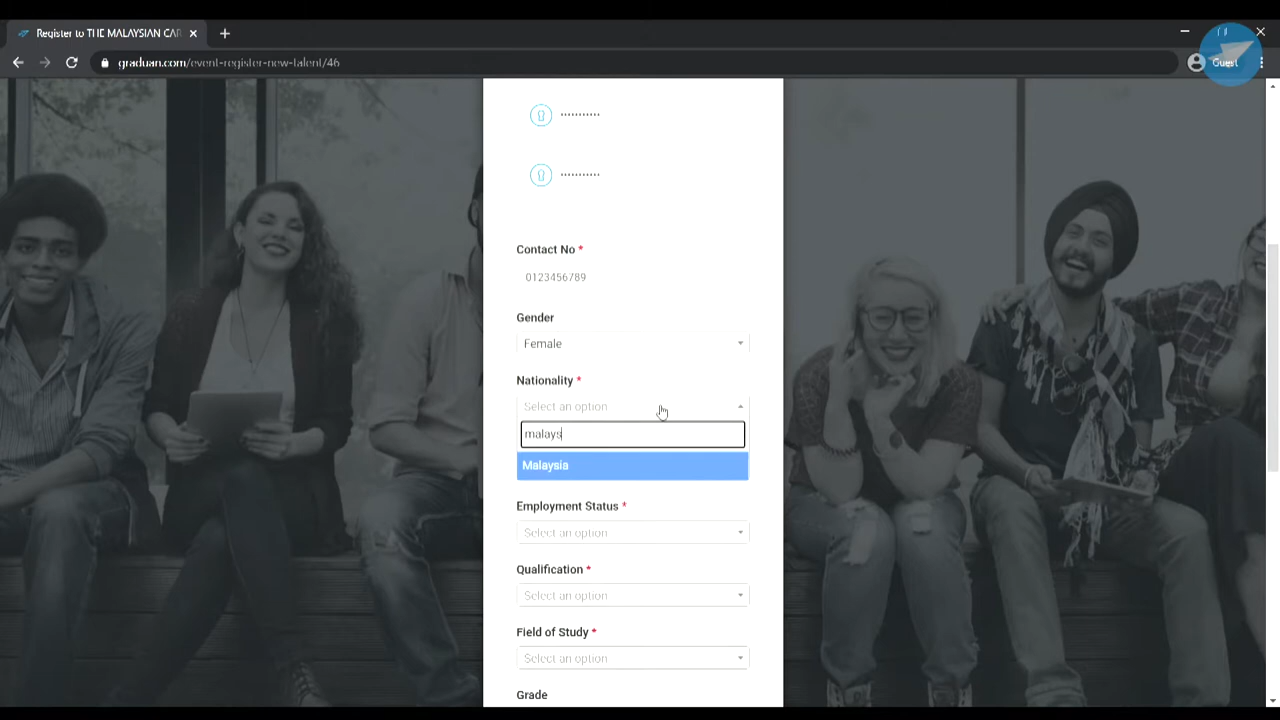 Register to THE MALAYSIAN CAR
graduan.com/event-register-new-talent/46
Guest
···········
···········
Contact No *
0123456789
Gender
Female
Nationality *
Select an option
malays
Malaysia
Employment Status *
Select an option
Qualification *
Select an option
Field of Study *
Select an option
Grade